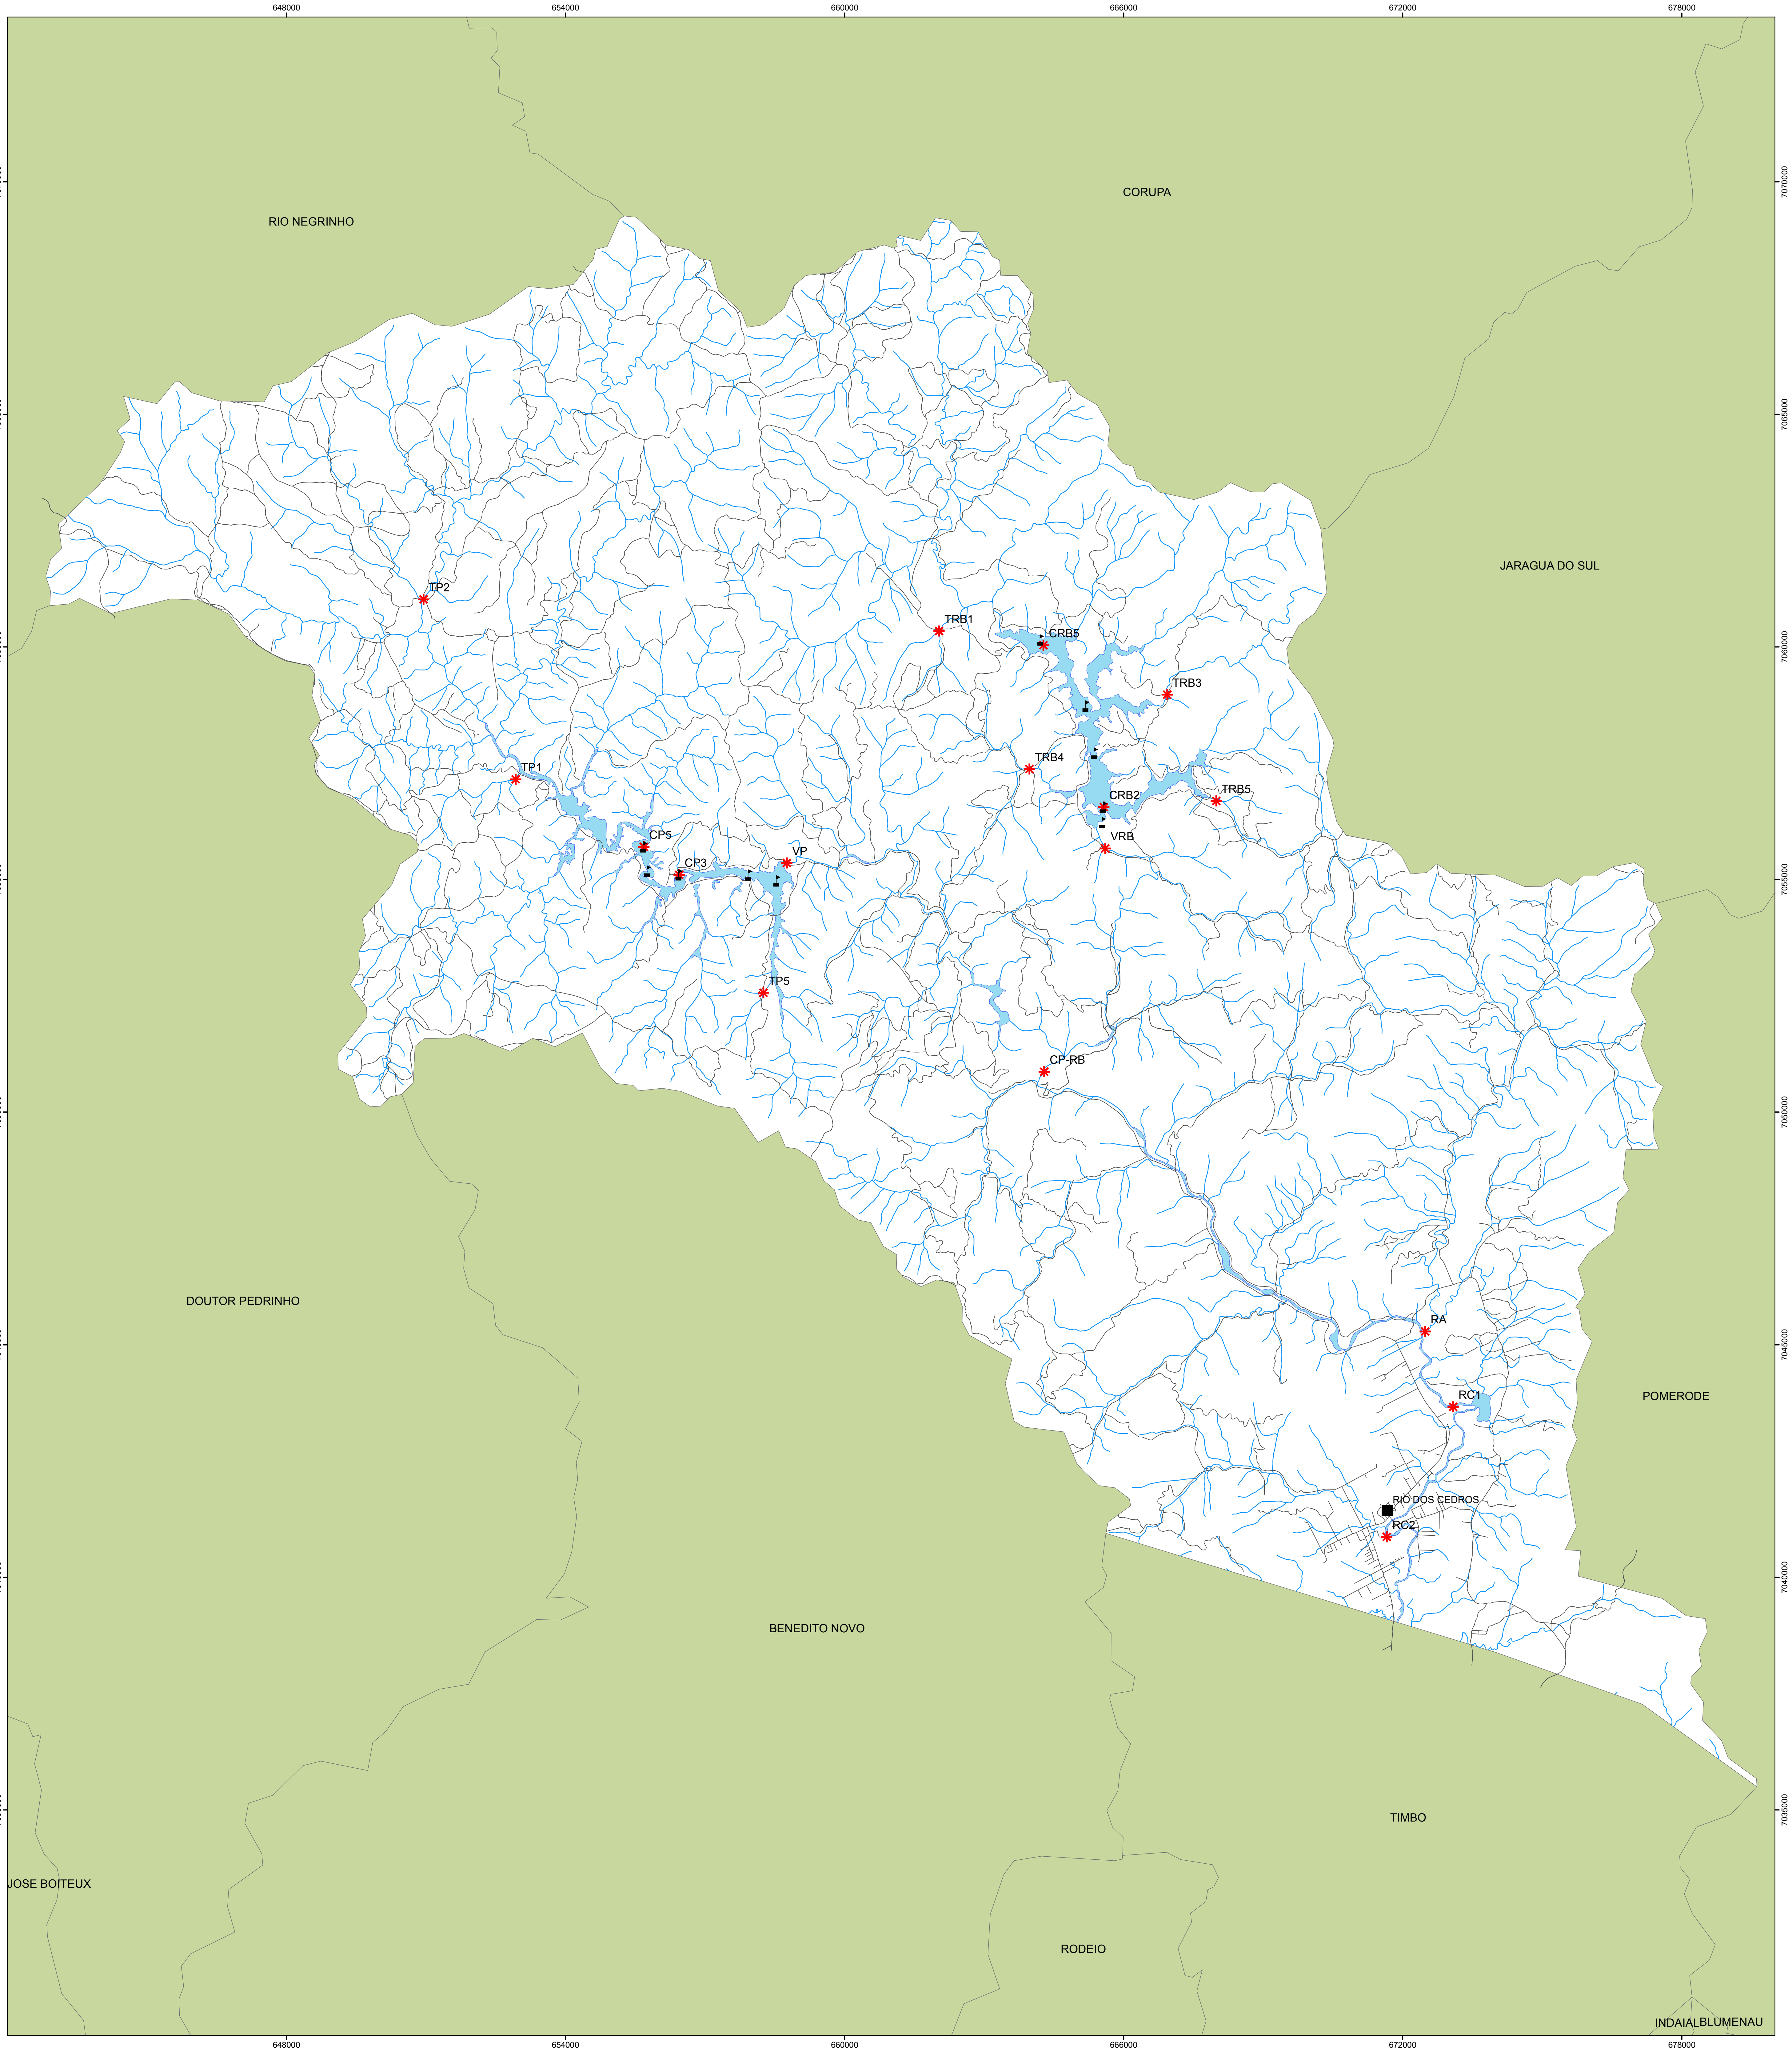 648000 654000 660000 666000 672000 678000
7070000
CORUPA
RIO NEGRINHO
7065000
JARAGUA DO SUL
TP2
TRB1
CRB5
7060000
TRB3
TP1
TRB4
TRB5
CRB2
CP5
VRB
VP
CP3
7055000
TP5
CP-RB
7050000
DOUTOR PEDRINHO
RA
7045000
RC1
POMERODE
RIO DOS CEDROS
RC2
7040000
BENEDITO NOVO
TIMBO
7035000
JOSE BOITEUX
RODEIO
INDAIAL BLUMENAU
648000 654000 660000 666000 672000 678000